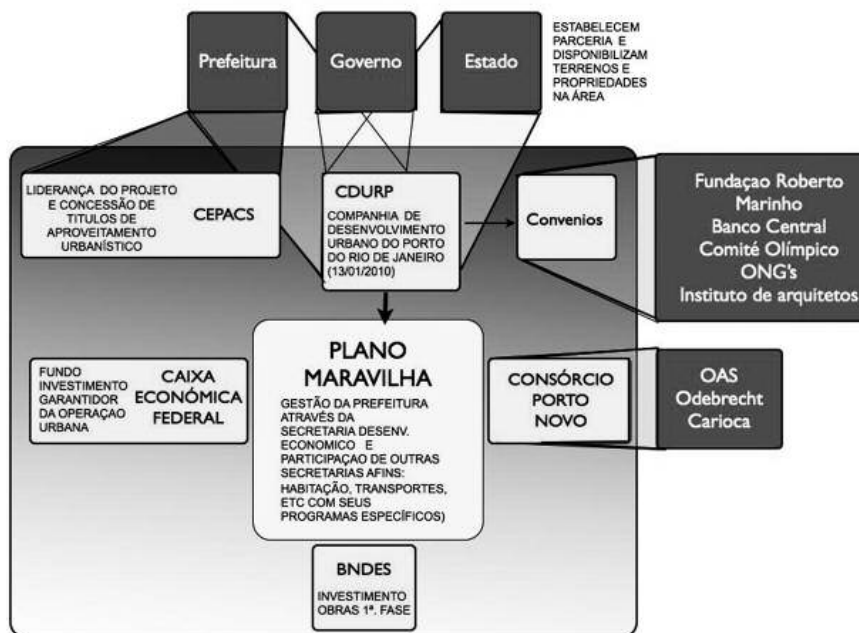 Prefeitura
Governo
Estado
ESTABELECEM
PARCERIA E
DISPONIBILIZAM
TERRENOS E
PROPRIEDADES
NA ÁREA
LIDERANÇA DO PROJETO
E CONCESSÃO DE
TITULOS DE
APROVEITAMENTO
URBANÍSTICO
CEPACS
CDURP
COMPANHIA DE
DESENVOLVIMENTO
URBANO DO PORTO
DO RIO DE JANEIRO
(13/01/2010)
Convenios
Fundaçao Roberto
Marinho
Banco Central
Comité Olímpico
ONG's
Instituto de arquitetos
PLANO
MARAVILHA
GESTÃO DA PREFEITURA
ATRAVÉS DA
SECRETARIA DESENV.
ECONOMICO E
PARTICIPAÇAO DE OUTRAS
SECRETARIAS AFINS:
HABITAÇÃO, TRANSPORTES,
ETC COM SEUS
PROGRAMAS ESPECÍFICOS)
FUNDO
INVESTIMENTO
GARANTIDOR
DA OPERAÇAO
URBANA
CAIXA
ECONÓMICA
FEDERAL
CONSÓRCIO
PORTO
NOVO
OAS
Odebrecht
Carioca
BNDES
INVESTIMENTO
OBRAS 1ª. FASE